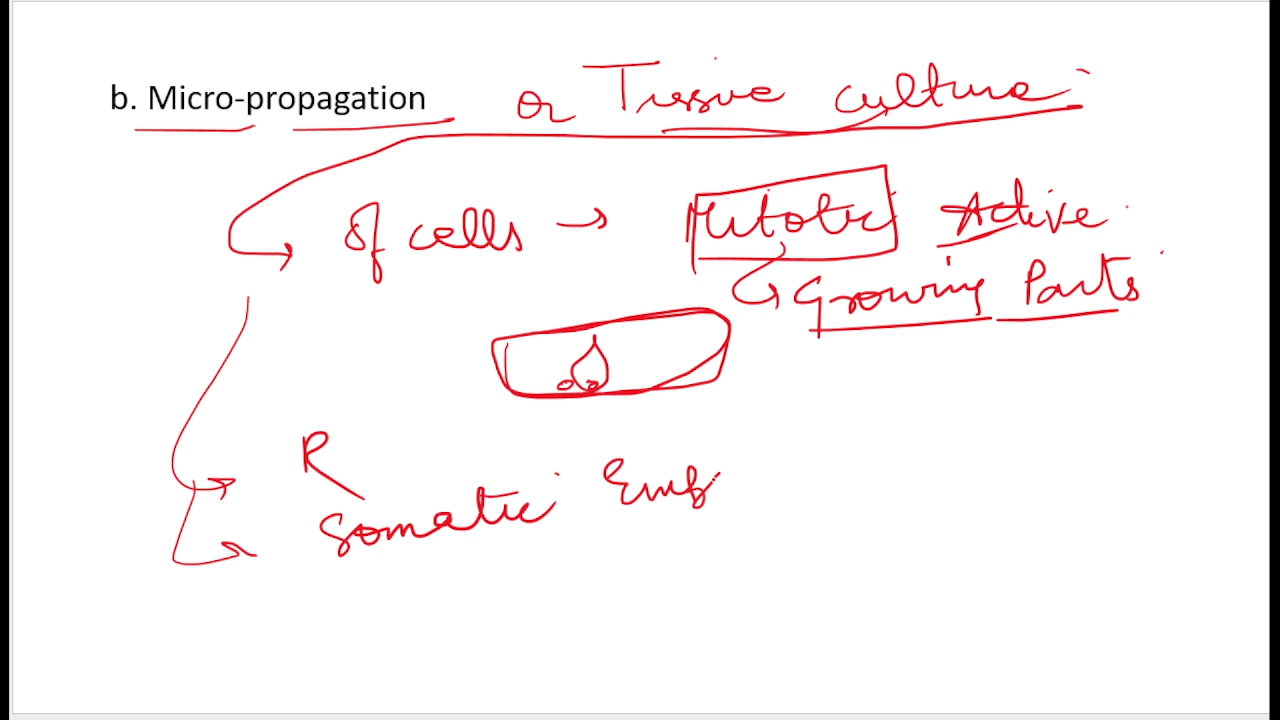 b. Micro-propagation or Tissue culture
of cells → Mitotic Active
Growing Parts
R
Somatic Emb